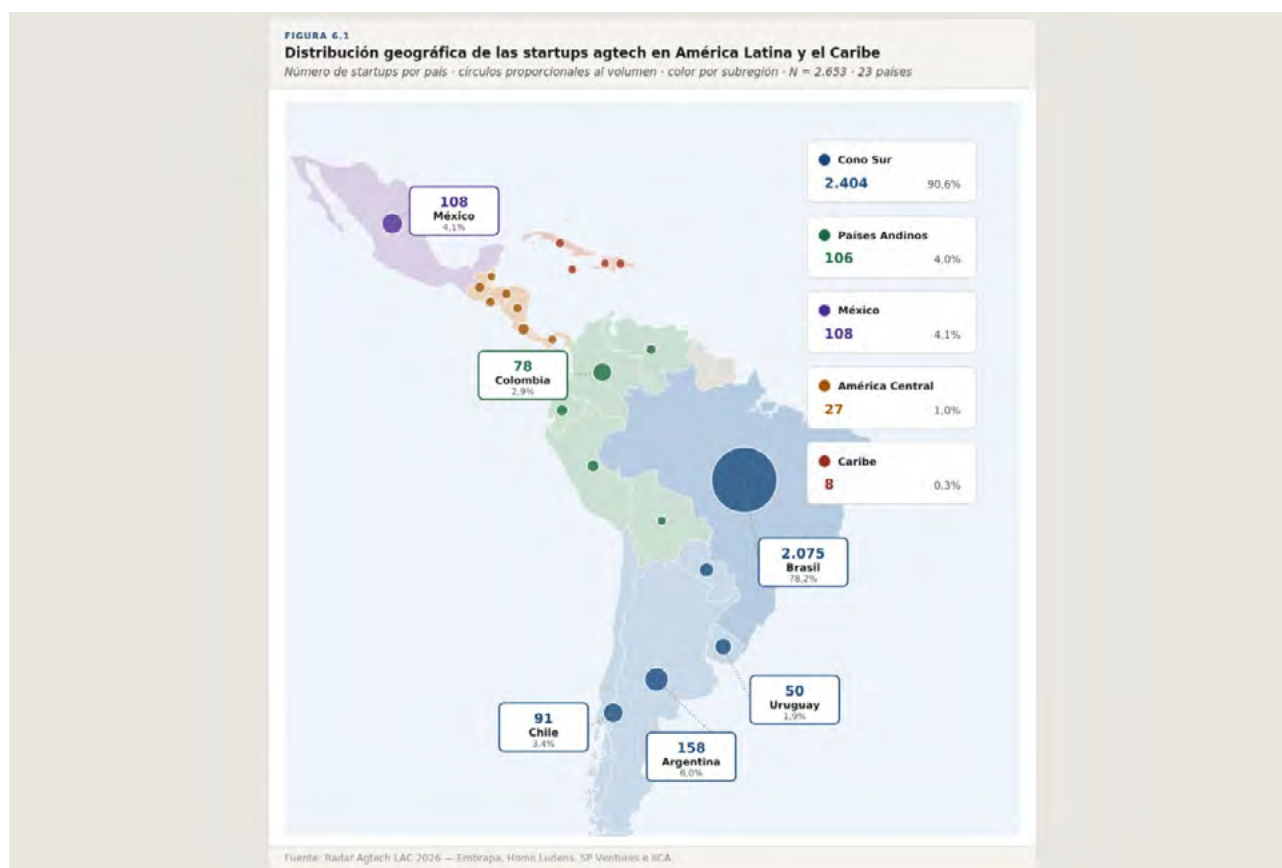 FIGURA 6.1
Distribución geográfica de las startups agtech en América Latina y el Caribe
Número de startups por país · círculos proporcionales al volumen · color por subregión · N = 2.653 · 23 países
Cono Sur
2.404 90,6%
108
México
4,1%
Países Andinos
106 4,0%
México
108 4,1%
78
Colombia
2,9%
América Central
27 1,0%
Caribe
8 0,3%
2.075
Brasil
78,2%
50
Uruguay
1,9%
91
Chile
3,4%
158
Argentina
6,0%
Fuente: Radar Agtech LAC 2026 — Embrapa, Homo Ludens, SP Ventures e IICA.